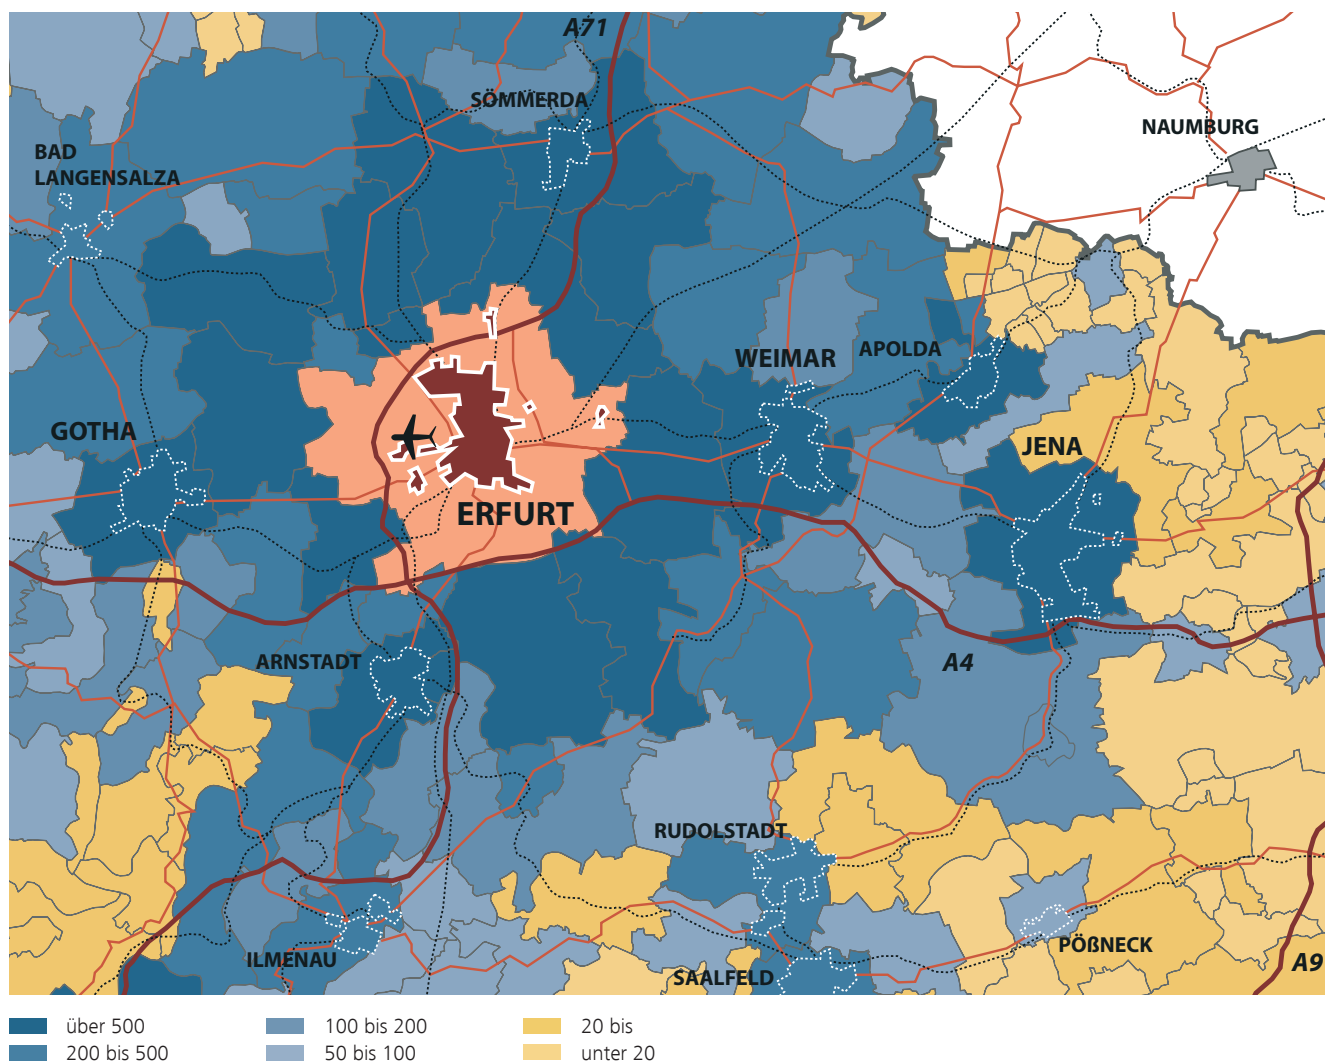 A71
SÖMMERDA
NAUMBURG
BAD
LANGENSALZA
WEIMAR
APOLDA
GOTHA
JENA
ERFURT
ARNSTADT
A4
RUDOLSTADT
ILMENAU
SAALFELD
PÖßNECK
A9
über 500
100 bis 200
20 bis
200 bis 500
50 bis 100
unter 20